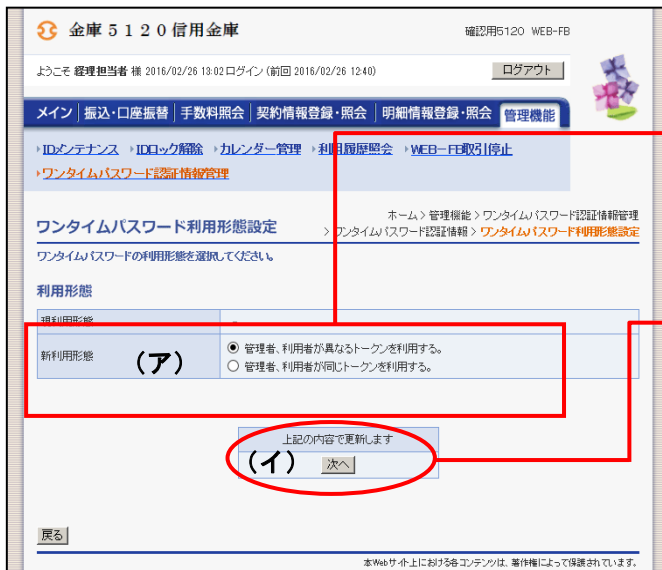 金庫5120信用金庫
確認用5120 WEB-FB
ようこそ 経理担当者 様 2016/02/26 13:02 ログイン (前回 2016/02/26 12:40)
ログアウト
メイン 振込・口座振替 手数料照会 契約情報登録・照会 明細情報登録・照会 管理機能
IDメンテナンス IDロック解除 カレンダー管理 利用履歴照会 WEB-FB取引停止
ワンタイムパスワード認証情報管理
ワンタイムパスワード利用形態設定
ホーム > 管理機能 > ワンタイムパスワード認証情報管理
> ワンタイムパスワード認証情報 > ワンタイムパスワード利用形態設定
ワンタイムパスワードの利用形態を選択してください。
利用形態
現利用形態 -
新利用形態
(ア)
管理者、利用者が異なるトークンを利用する。
管理者、利用者が同じトークンを利用する。
上記の内容で更新します
(イ)
次へ
戻る
本Webサイト上における各コンテンツは、著作権によって保護されています。